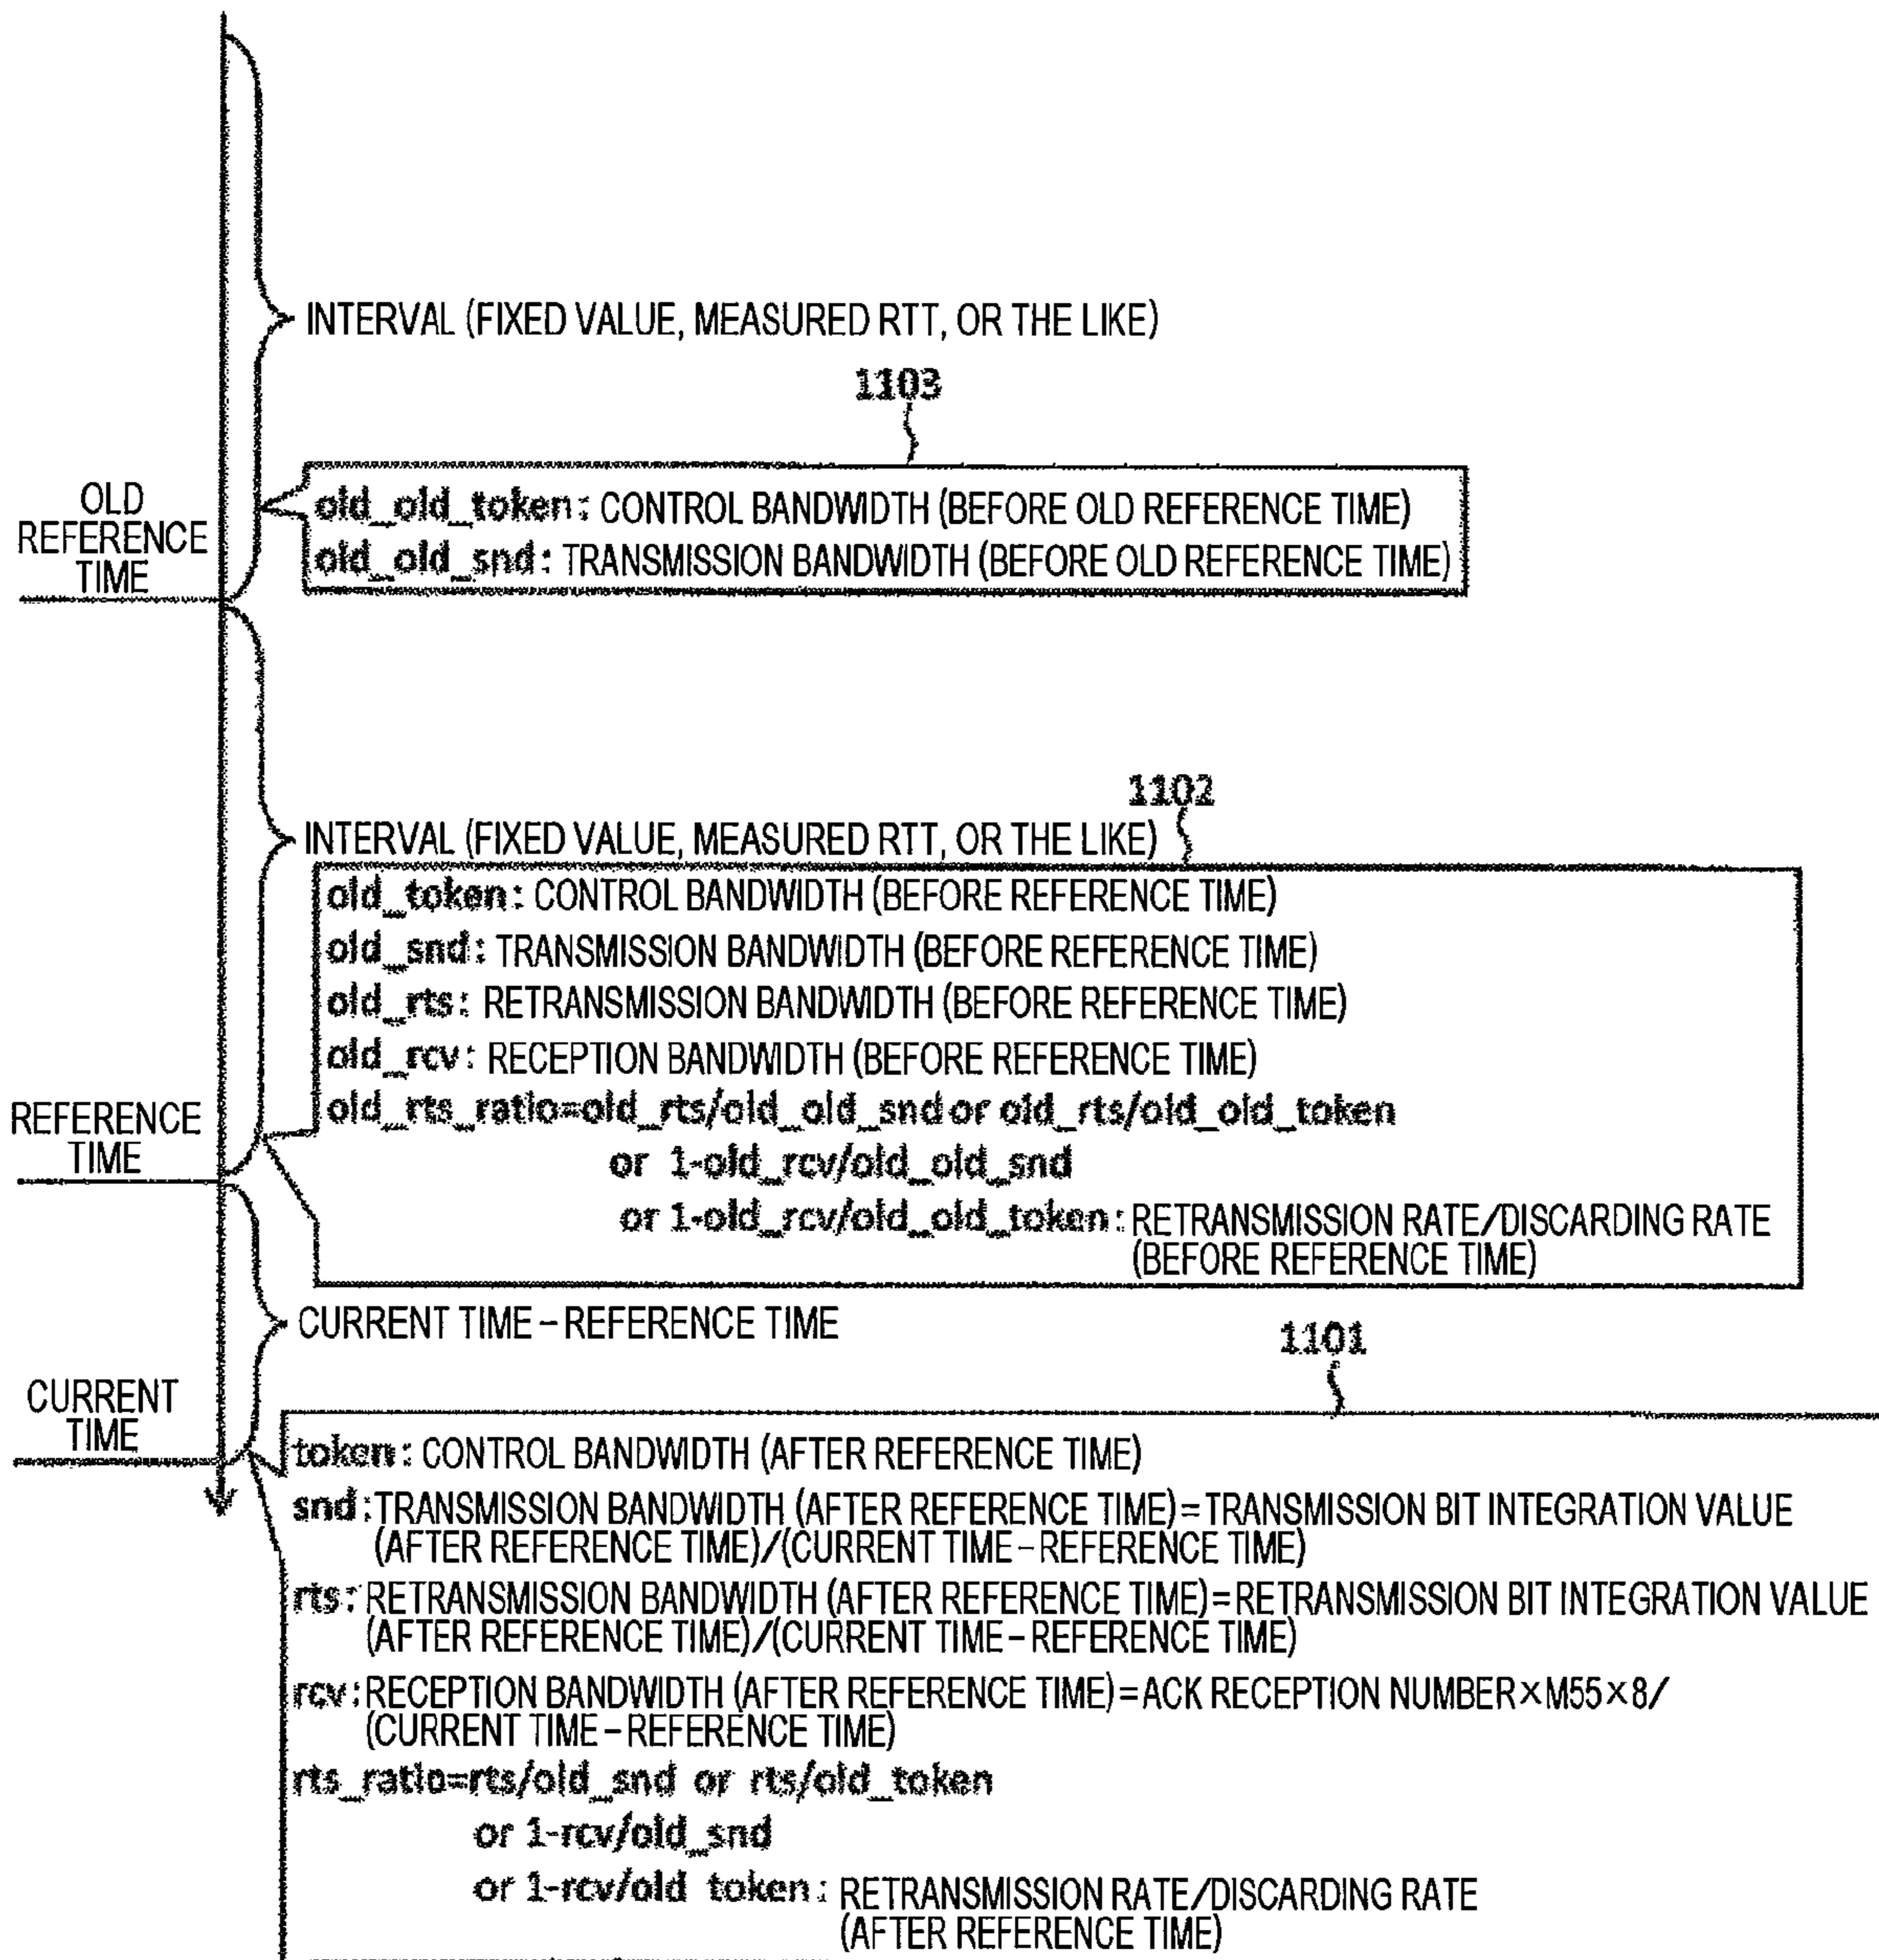 INTERVAL (FIXED VALUE, MEASURED RTT, OR THE LIKE)
1103
OLD
REFERENCE
TIME
old_old_token: CONTROL BANDWIDTH (BEFORE OLD REFERENCE TIME)
old_old_snd: TRANSMISSION BANDWIDTH (BEFORE OLD REFERENCE TIME)
1102
INTERVAL (FIXED VALUE, MEASURED RTT, OR THE LIKE)
old_token: CONTROL BANDWIDTH (BEFORE REFERENCE TIME)
old_snd: TRANSMISSION BANDWIDTH (BEFORE REFERENCE TIME)
old_rts: RETRANSMISSION BANDWIDTH (BEFORE REFERENCE TIME)
old_rcv: RECEPTION BANDWIDTH (BEFORE REFERENCE TIME)
old_rts_ratio=old_rts/old_old_snd or old_rts/old_old_token
or 1-old_rcv/old_old_snd
or 1-old_rcv/old_old_token: RETRANSMISSION RATE/DISCARDING RATE
(BEFORE REFERENCE TIME)
REFERENCE
TIME
CURRENT TIME-REFERENCE TIME
1101
CURRENT
TIME
token: CONTROL BANDWIDTH (AFTER REFERENCE TIME)
snd: TRANSMISSION BANDWIDTH (AFTER REFERENCE TIME)=TRANSMISSION BIT INTEGRATION VALUE
(AFTER REFERENCE TIME)/(CURRENT TIME-REFERENCE TIME)
rts: RETRANSMISSION BANDWIDTH (AFTER REFERENCE TIME)=RETRANSMISSION BIT INTEGRATION VALUE
(AFTER REFERENCE TIME)/(CURRENT TIME-REFERENCE TIME)
rcv: RECEPTION BANDWIDTH (AFTER REFERENCE TIME)=ACK RECEPTION NUMBER×M55×8/
(CURRENT TIME-REFERENCE TIME)
rts_ratio=rts/old_snd or rts/old_token
or 1-rcv/old_snd
or 1-rcv/old token: RETRANSMISSION RATE/DISCARDING RATE
(AFTER REFERENCE TIME)